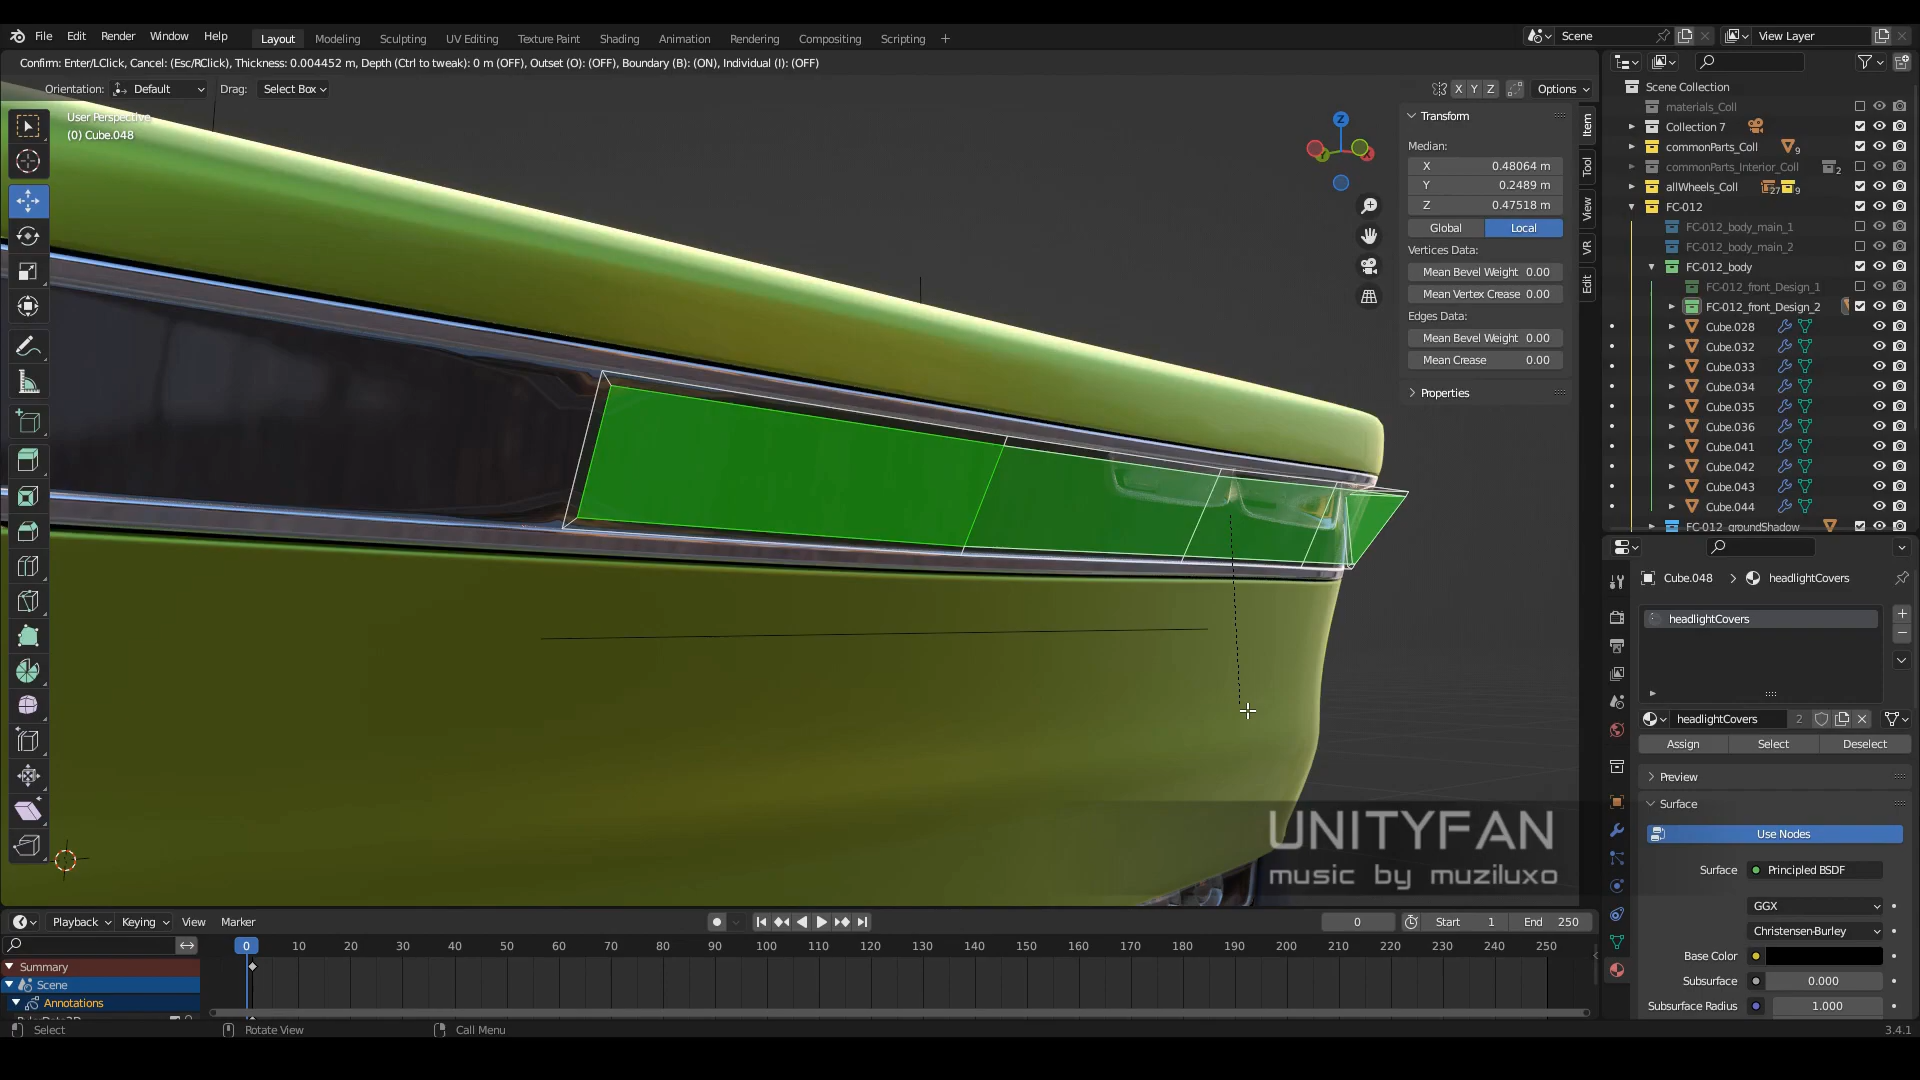 File Edit Render Window Help Layout Modeling Sculpting UV Editing Texture Paint Shading Animation Rendering Compositing Scripting + Scene View Layer
Confirm: Enter/LClick, Cancel: (Esc/RClick), Thickness: 0.004452 m, Depth (Ctrl to tweak): 0 m (OFF), Outset (O): (OFF), Boundary (B): (ON), Individual (I): (OFF)
Orientation: Default Drag: Select Box X Y Z Options
User Perspective
(0) Cube.048
Z
Transform
Median:
X 0.48064 m
Y 0.2489 m
Z 0.47518 m
Global Local
Vertices Data:
Mean Bevel Weight 0.00
Mean Vertex Crease 0.00
Edges Data:
Mean Bevel Weight 0.00
Mean Crease 0.00
Properties
Item
Tool
View
VR
Edit
Scene Collection
materials_Coll
Collection 7
commonParts_Coll 9
commonParts_Interior_Coll 2
allWheels_Coll 27 9
FC-012
FC-012_body_main_1
FC-012_body_main_2
FC-012_body
FC-012_front_Design_1
FC-012_front_Design_2
Cube.028
Cube.032
Cube.033
Cube.034
Cube.035
Cube.036
Cube.041
Cube.042
Cube.043
Cube.044
FC-012_groundShadow
Cube.048 headlightCovers
headlightCovers
headlightCovers 2
Assign Select Deselect
Preview
Surface
Use Nodes
Surface Principled BSDF
GGX
Christensen-Burley
Base Color
Subsurface 0.000
Subsurface Radius 1.000
UNITYFAN
music by muziluxo
Playback Keying View Marker 0 Start 1 End 250
0 10 20 30 40 50 60 70 80 90 100 110 120 130 140 150 160 170 180 190 200 210 220 230 240 250
Summary
Scene
Annotations
Select Rotate View Call Menu 3.4.1